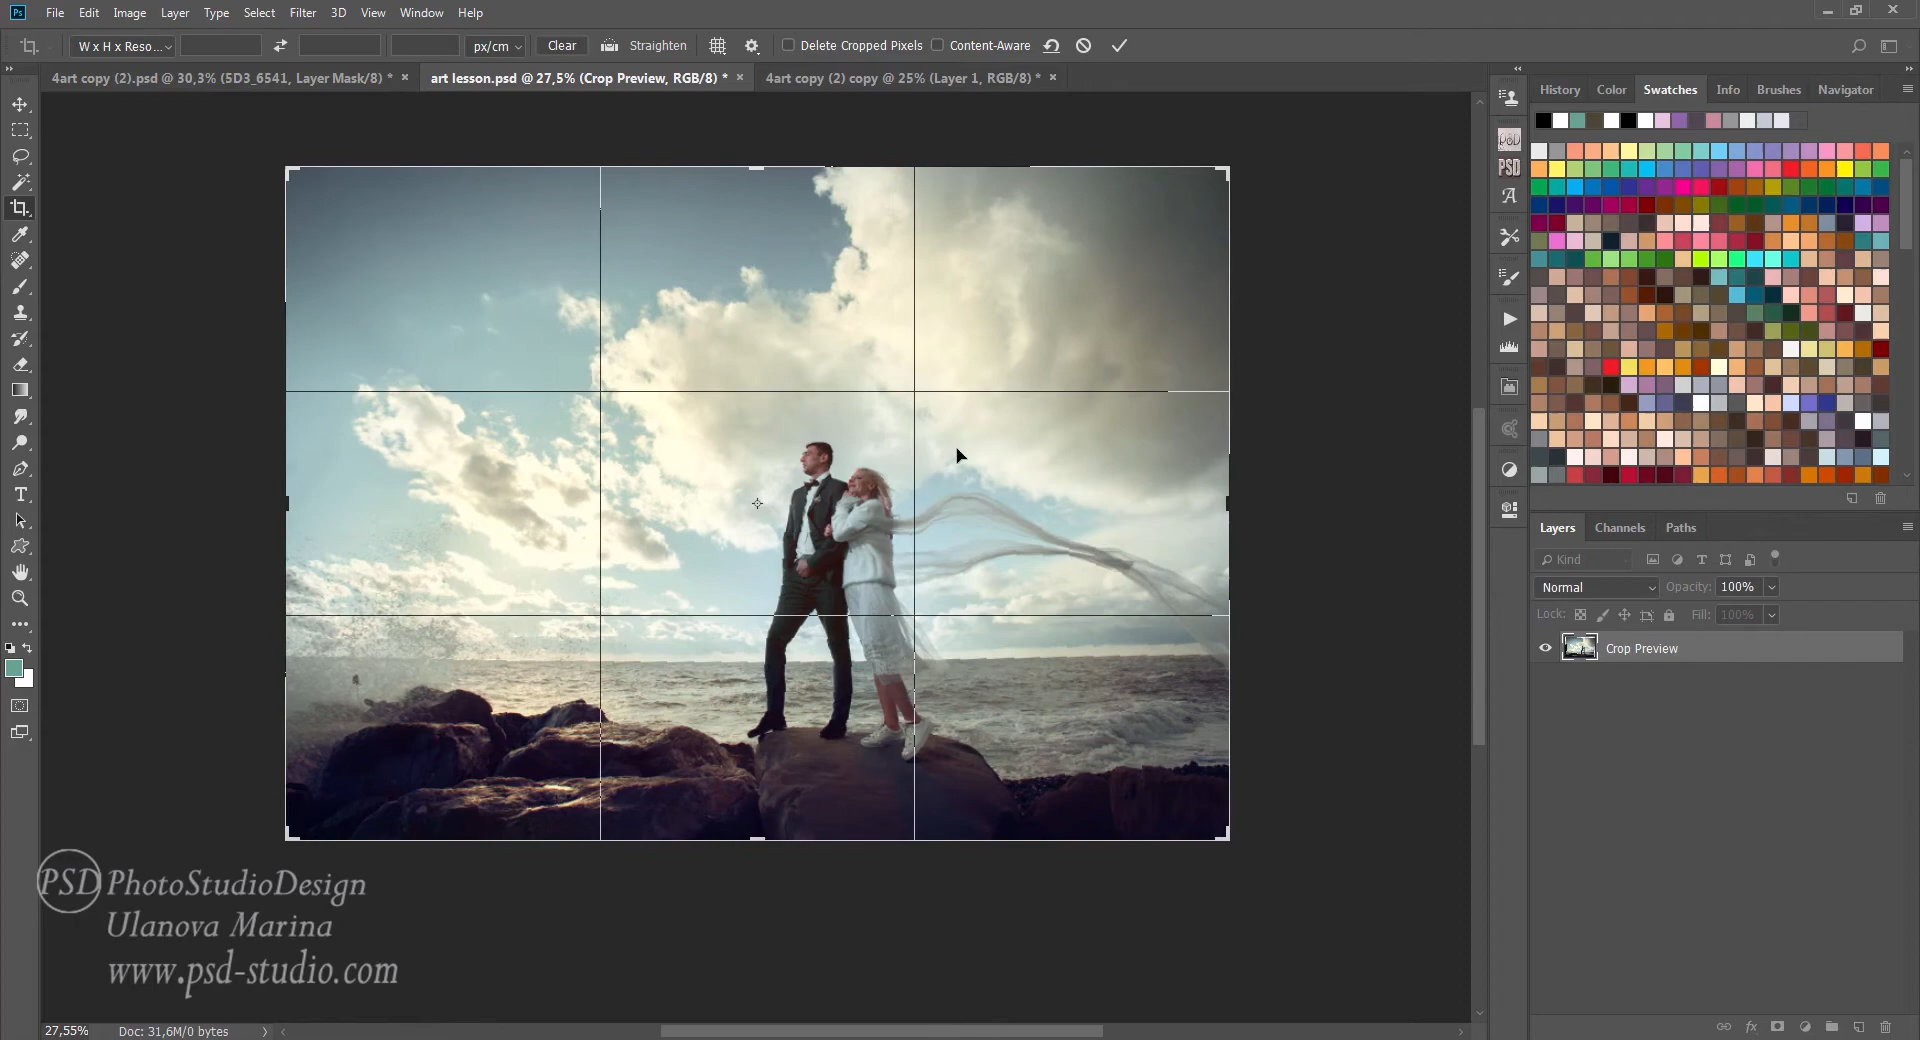 Ps File Edit Image Layer Type Select Filter 3D View Window Help
W x H x Reso... px/cm Clear Straighten Delete Cropped Pixels Content-Aware
4art copy (2).psd @ 30,3% (5D3_6541, Layer Mask/8) * × art lesson.psd @ 27,5% (Crop Preview, RGB/8) * × 4art copy (2) copy @ 25% (Layer 1, RGB/8) * ×
History Color Swatches Info Brushes Navigator
PSD
PSD
A
Layers Channels Paths
Kind
Normal Opacity: 100%
Lock: Fill: 100%
Crop Preview
PSD PhotoStudioDesign
Ulanova Marina
www.psd-studio.com
27,55% Doc: 31,6M/0 bytes